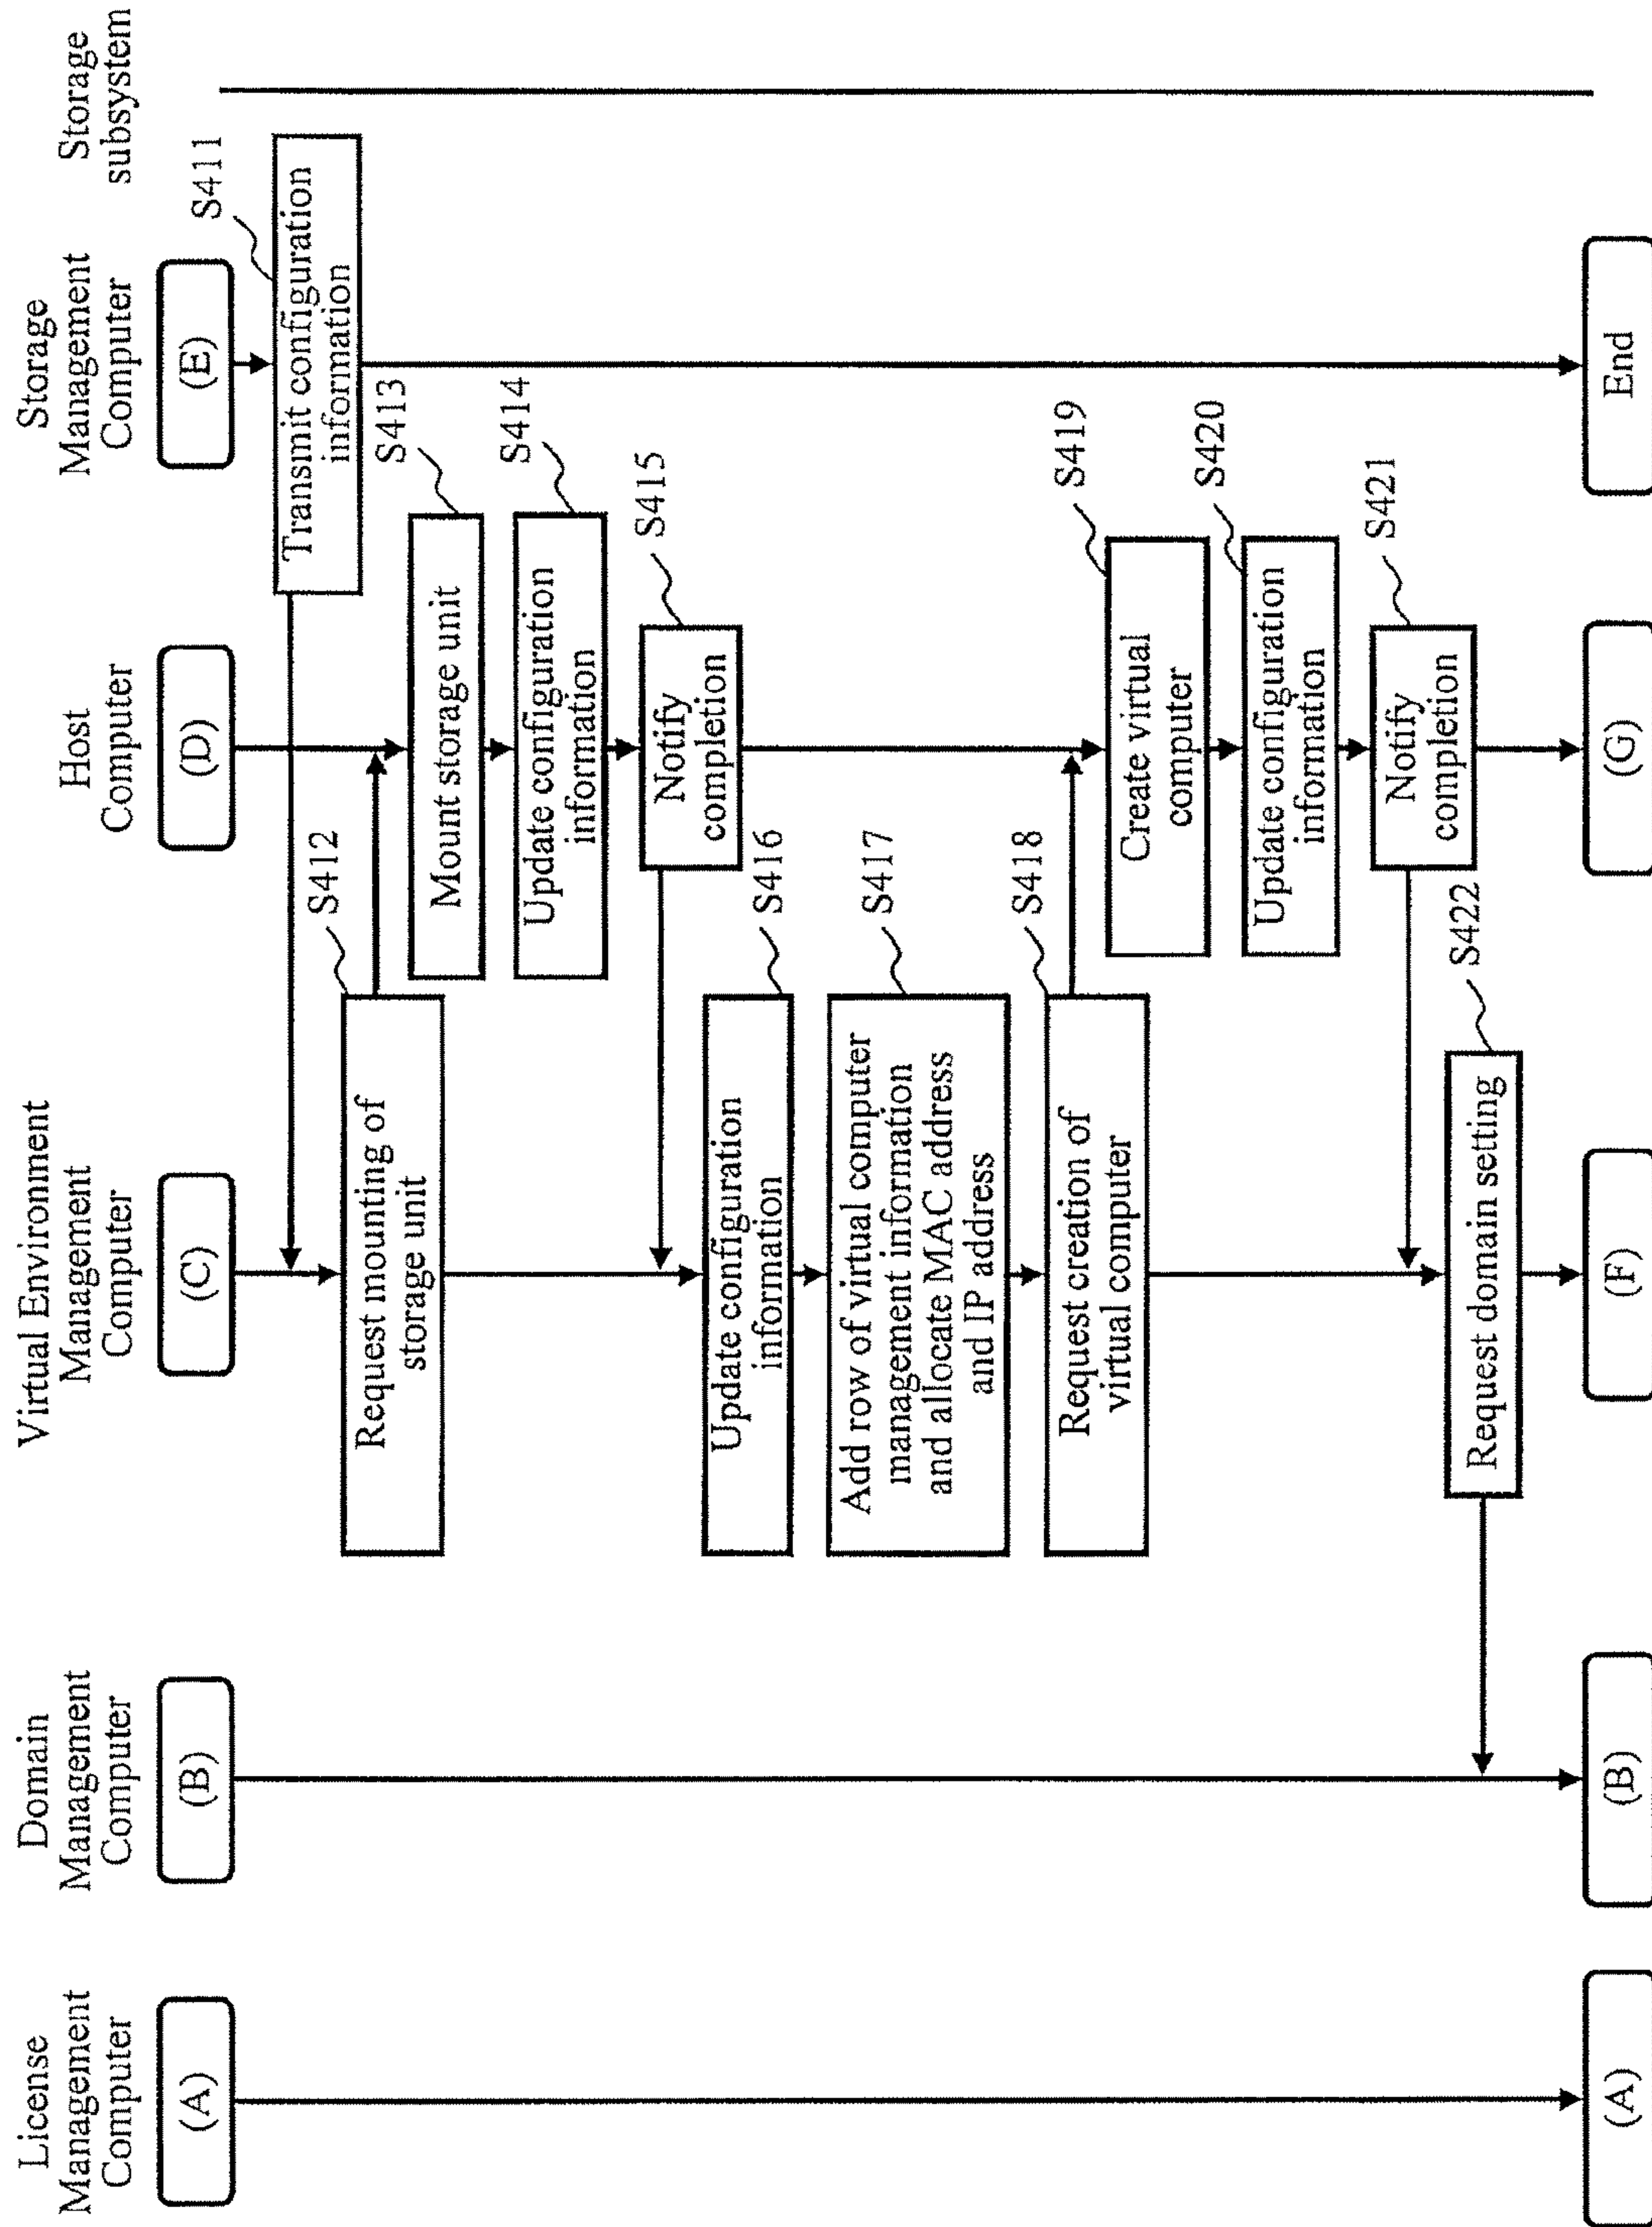 License
Management
Computer
Domain
Management
Computer
Virtual Environment
Management
Computer
Host
Computer
Storage
Management
Computer
Storage
subsystem
(A)
(B)
(C)
(D)
(E)
S411
Transmit configuration
information
S412
Request mounting of
storage unit
S413
Mount storage unit
S414
Update configuration
information
S415
Notify
completion
S416
Update configuration
information
S417
Add row of virtual computer
management information
and allocate MAC address
and IP address
S418
Request creation of
virtual computer
S419
Create virtual
computer
S420
Update configuration
information
S421
Notify
completion
S422
Request domain setting
(A)
(B)
(F)
(G)
End